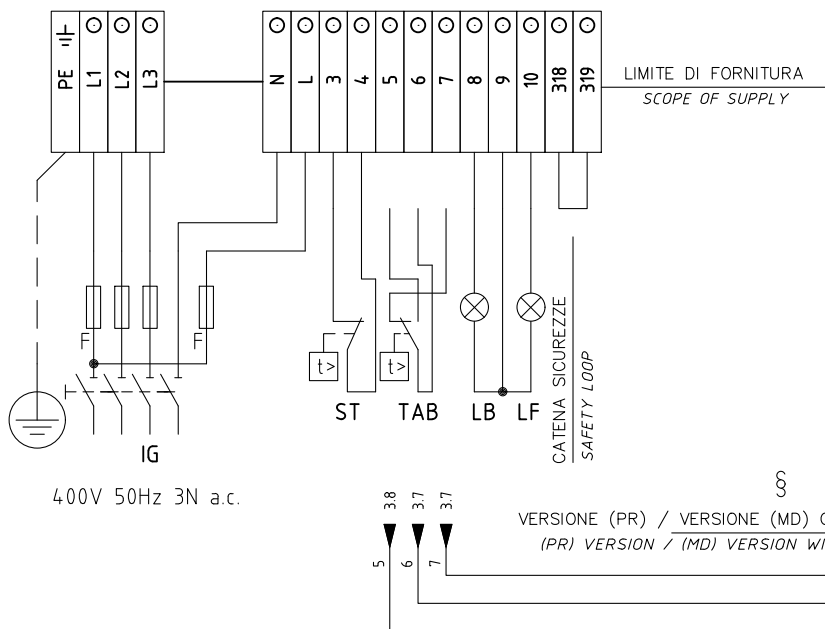 PE L1 L2 L3 N L 3 4 5 6 7 8 9 10 318 319
LIMITE DI FORNITURA
SCOPE OF SUPPLY
F F
t> t>
CATENA SICUREZZE
SAFETY LOOP
ST TAB LB LF
IG
400V 50Hz 3N a.c.
3.8 3.7 3.7
§
VERSIONE (PR) / VERSIONE (MD)
(PR) VERSION / (MD) VERSION
5 6 7